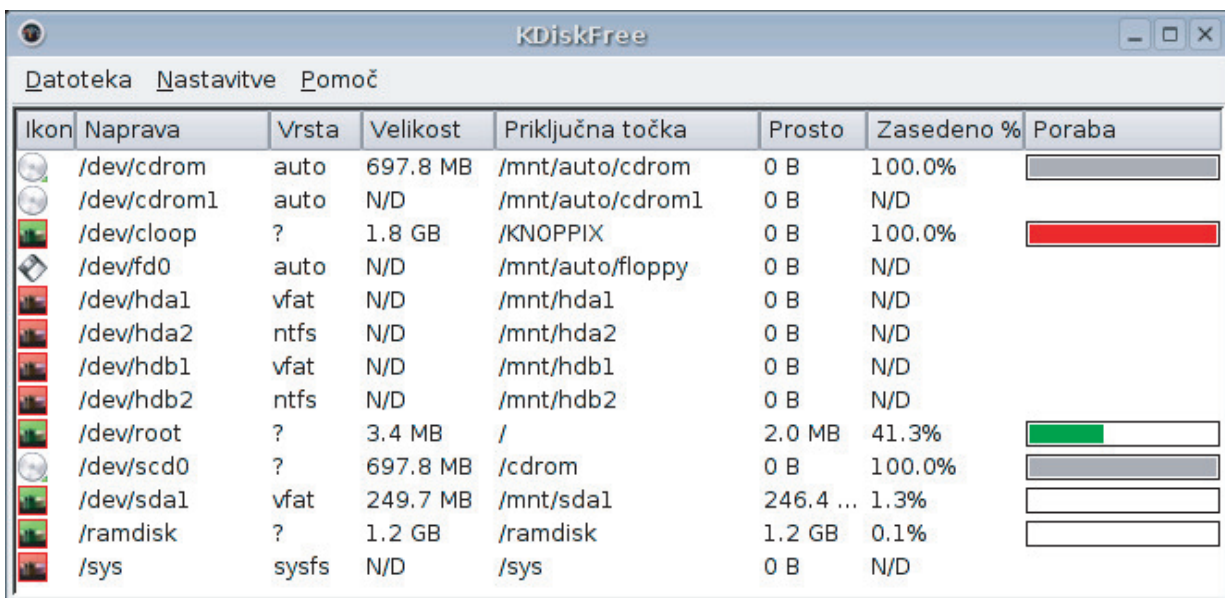 KDiskFree
Datoteka Nastavitve Pomoč
Ikon Naprava Vrsta Velikost Priključna točka Prosto Zasedeno % Poraba
/dev/cdrom auto 697.8 MB /mnt/auto/cdrom 0 B 100.0%
/dev/cdrom1 auto N/D /mnt/auto/cdrom1 0 B N/D
/dev/cloop ? 1.8 GB /KNOPPIX 0 B 100.0%
/dev/fd0 auto N/D /mnt/auto/floppy 0 B N/D
/dev/hda1 vfat N/D /mnt/hda1 0 B N/D
/dev/hda2 ntfs N/D /mnt/hda2 0 B N/D
/dev/hdb1 vfat N/D /mnt/hdb1 0 B N/D
/dev/hdb2 ntfs N/D /mnt/hdb2 0 B N/D
/dev/root ? 3.4 MB / 2.0 MB 41.3%
/dev/scd0 ? 697.8 MB /cdrom 0 B 100.0%
/dev/sda1 vfat 249.7 MB /mnt/sda1 246.4 ... 1.3%
/ramdisk ? 1.2 GB /ramdisk 1.2 GB 0.1%
/sys sysfs N/D /sys 0 B N/D